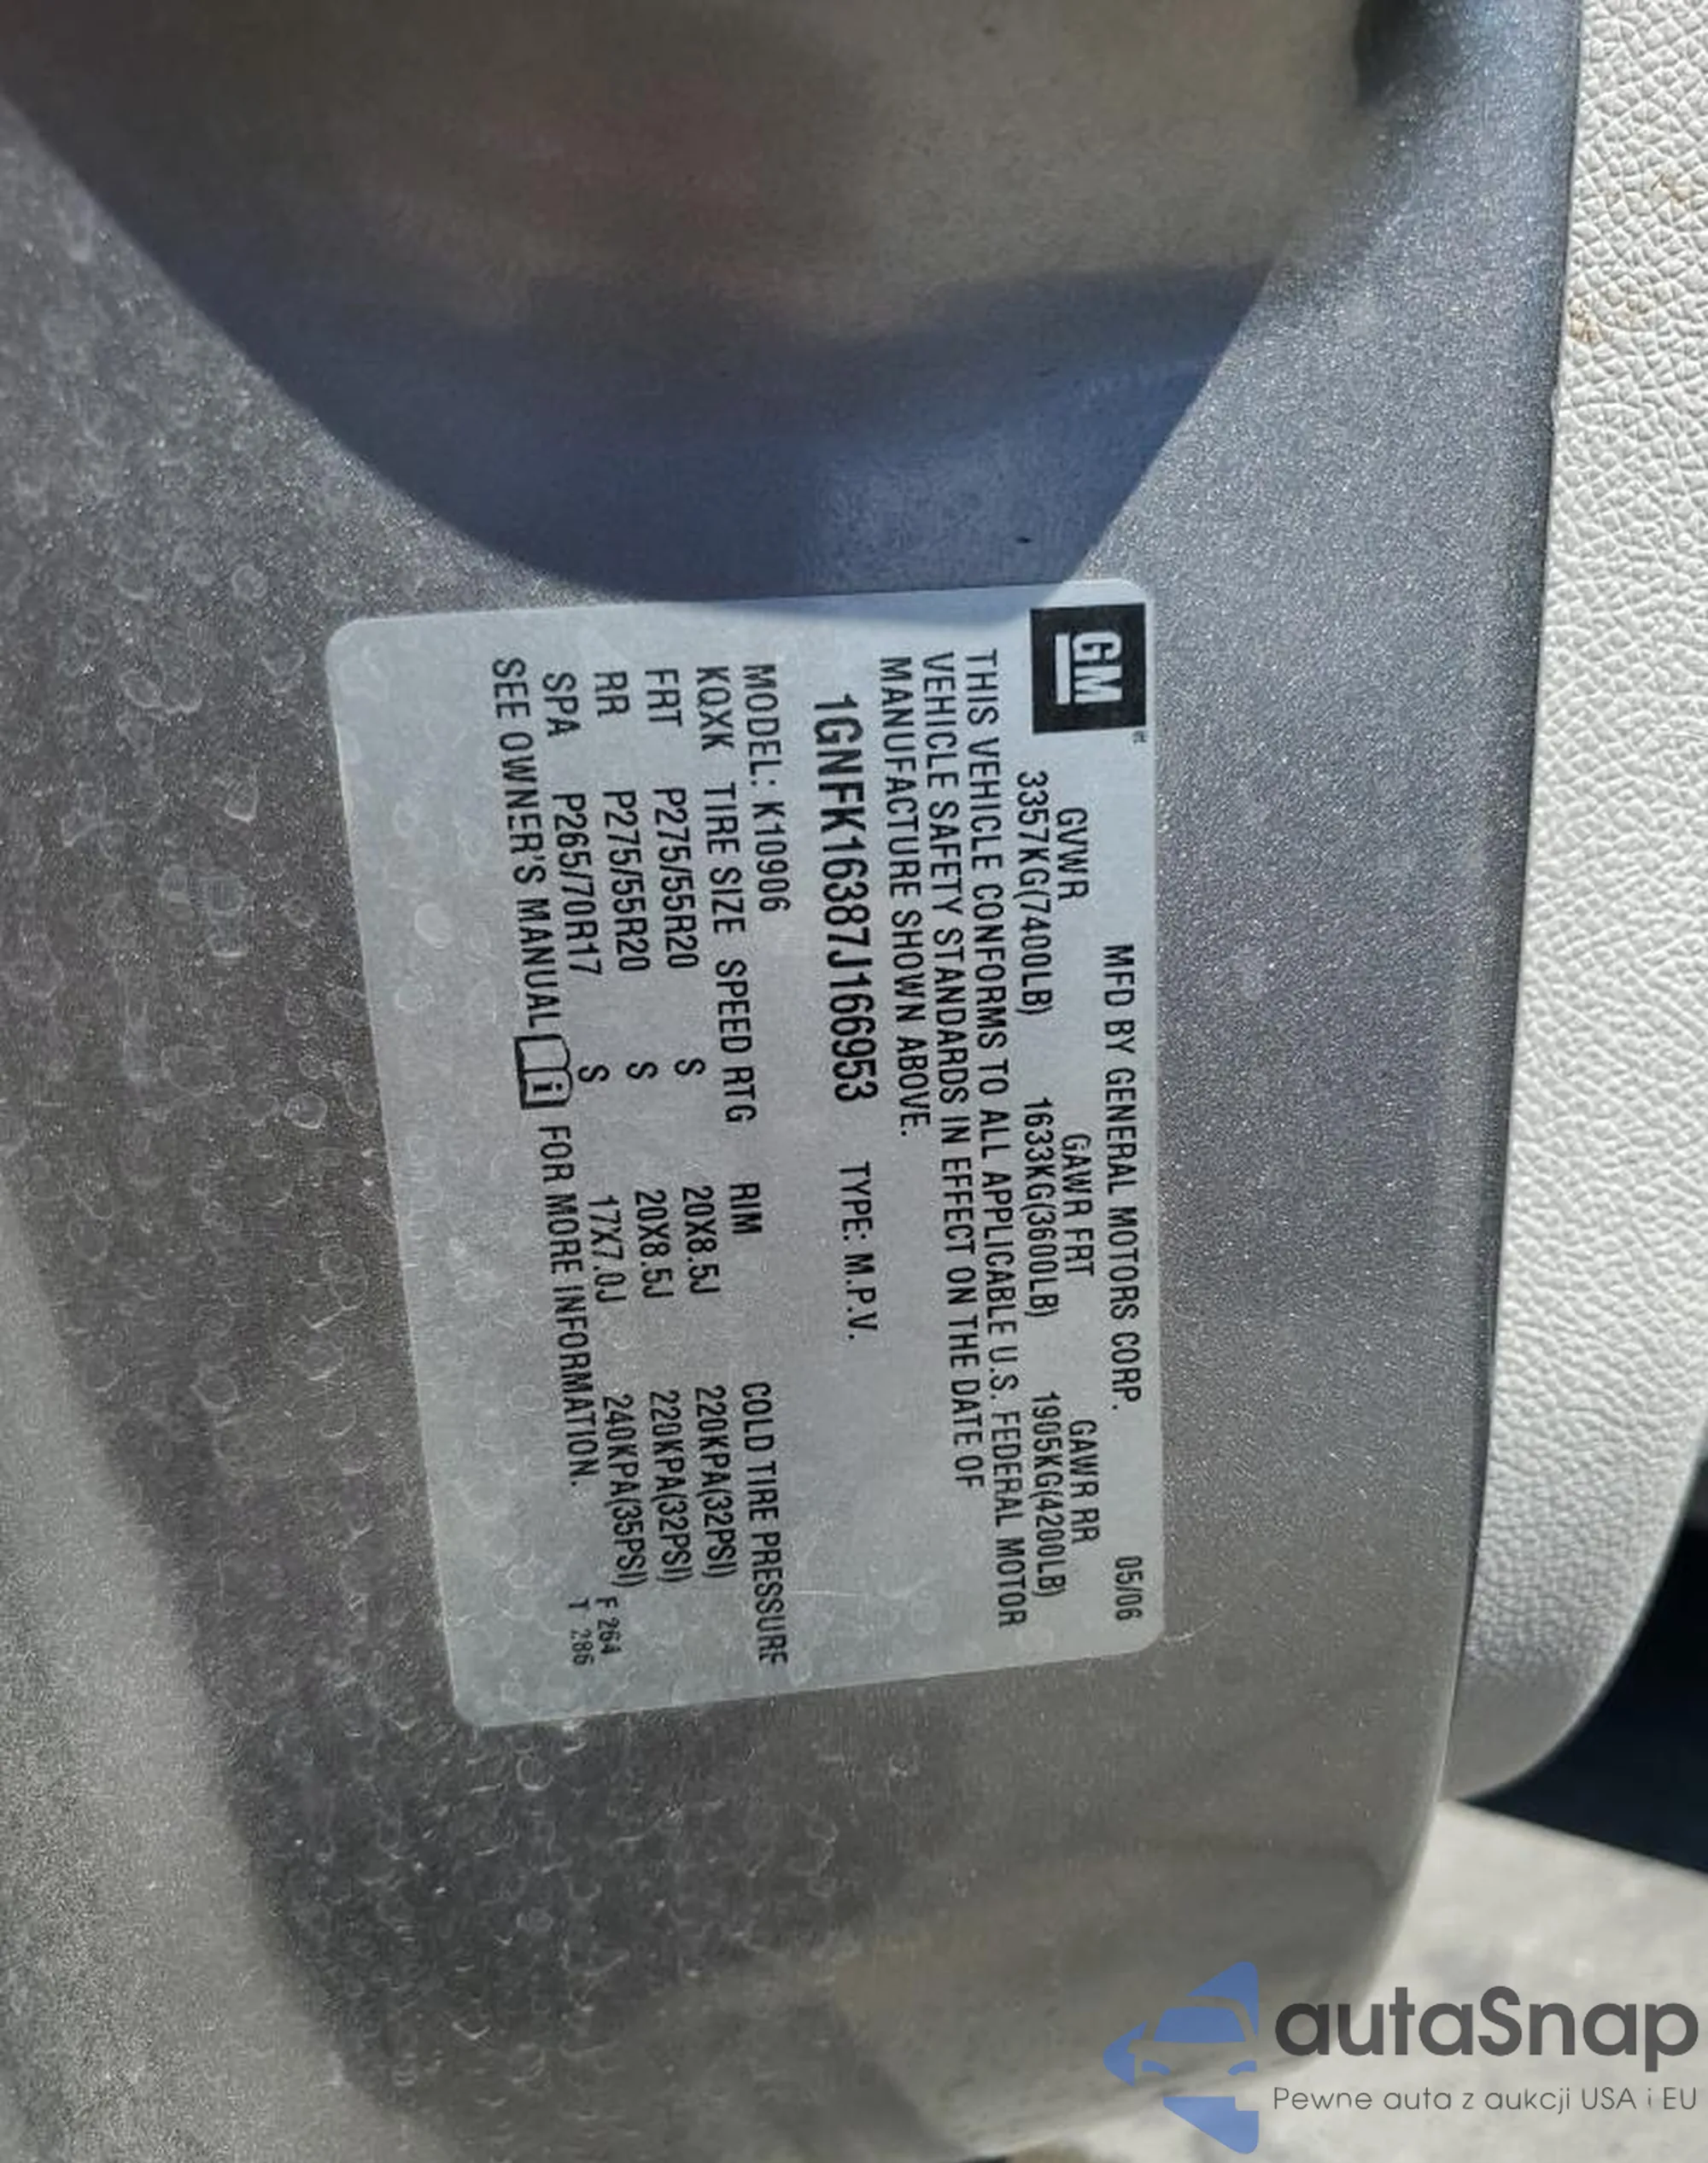 GM
MFD BY GENERAL MOTORS CORP. 05/06
GVWR GAWR FRT GAWR RR
3357KG(7400LB) 1633KG(3600LB) 1905KG(4200LB)
THIS VEHICLE CONFORMS TO ALL APPLICABLE U.S. FEDERAL MOTOR
VEHICLE SAFETY STANDARDS IN EFFECT ON THE DATE OF
MANUFACTURE SHOWN ABOVE.
1GNFK16387J166953 TYPE: M.P.V.
MODEL: K10906
KQXK TIRE SIZE SPEED RTG RIM COLD TIRE PRESSURE
FRT P275/55R20 S 20X8.5J 220KPA(32PSI)
RR P275/55R20 S 20X8.5J 220KPA(32PSI)
SPA P265/70R17 S 17X7.0J 240KPA(35PSI)
SEE OWNER'S MANUAL i FOR MORE INFORMATION.
F 264
T 286
autaSnap
Pewne auta z aukcji USA i EU